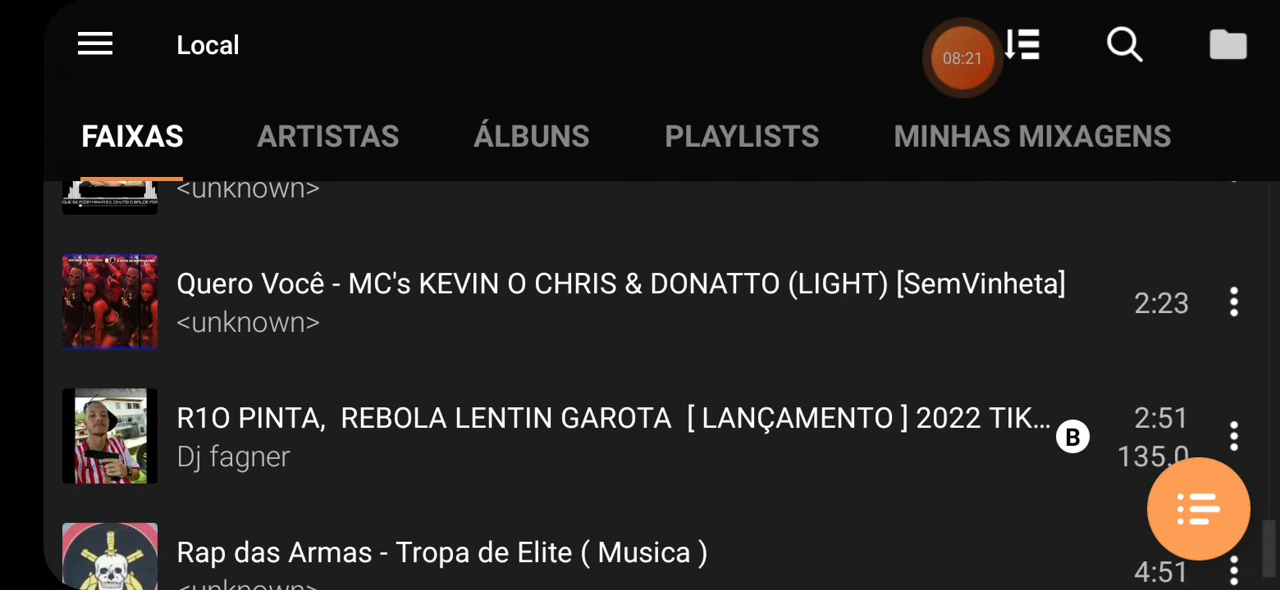 Local
08:21
FAIXAS
ARTISTAS
ÁLBUNS
PLAYLISTS
MINHAS MIXAGENS
<unknown>
Quero Você - MC's KEVIN O CHRIS & DONATTO (LIGHT) [SemVinheta]
<unknown>
2:23
R1O PINTA, REBOLA LENTIN GAROTA [ LANÇAMENTO ] 2022 TIK...
Dj fagner
B
2:51
135.0
Rap das Armas - Tropa de Elite ( Musica )
<unknown>
4:51